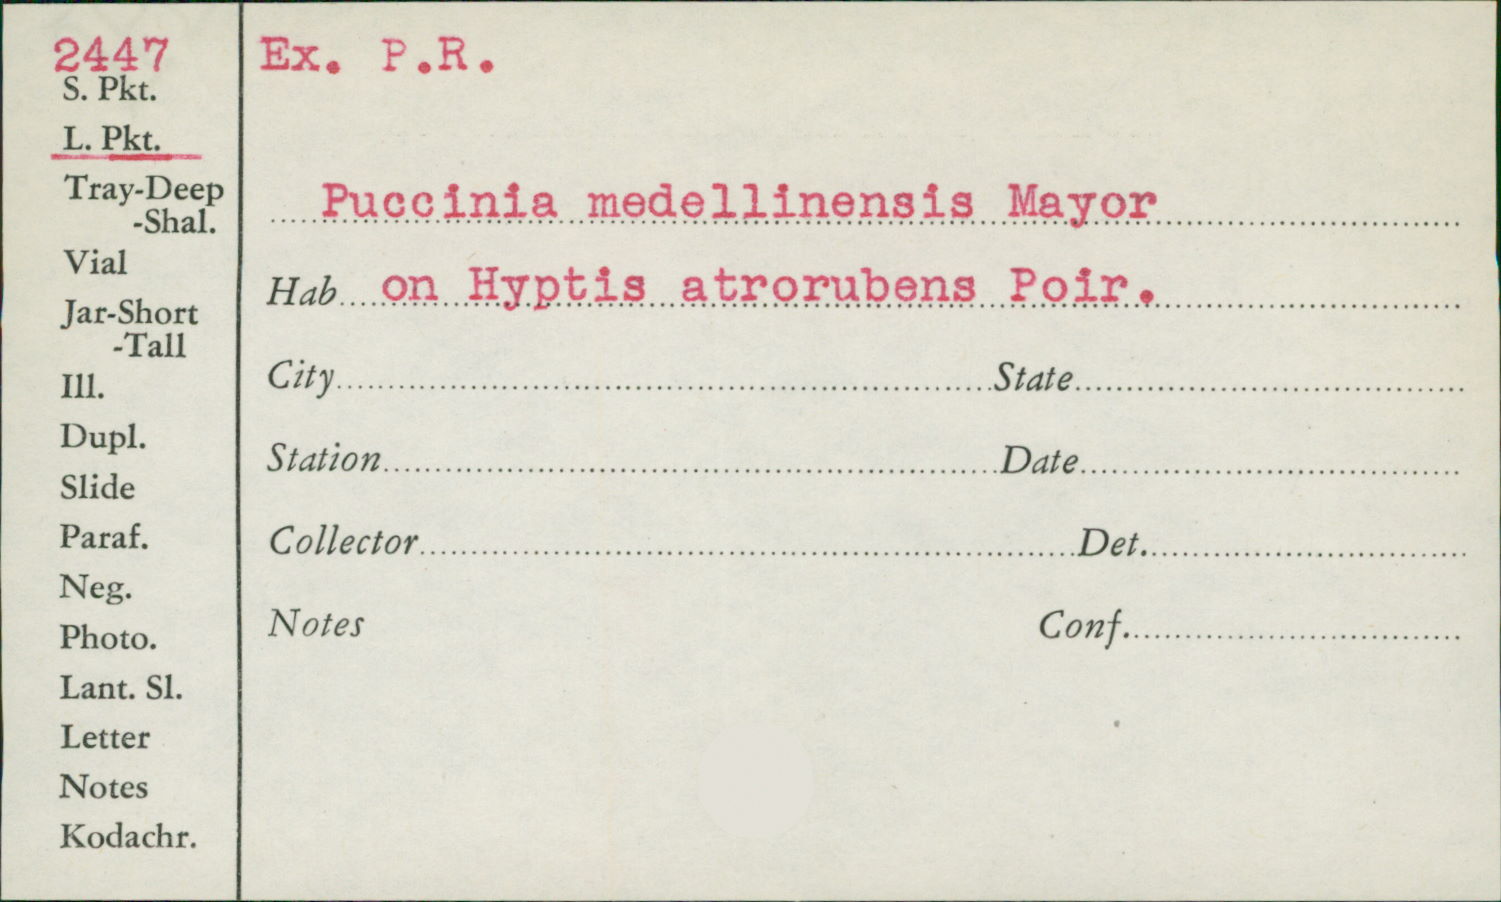 2447
S. Pkt.
L. Pkt.
Tray-Deep
-Shal.
Vial
Jar-Short
-Tall
Ill.
Dupl.
Slide
Paraf.
Neg.
Photo.
Lant. Sl.
Letter
Notes
Kodachr.
Ex. P.R.
Puccinia medellinensis Mayor
Hab on Hyptis atrorubens Poir.
City State
Station Date
Collector Det.
Notes Conf.